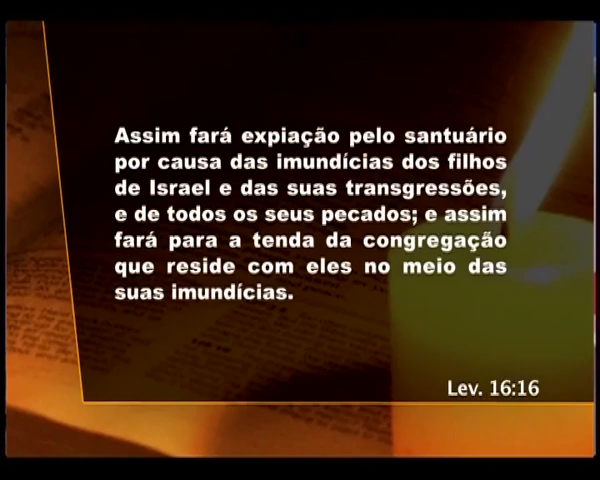 Assim fará expiação pelo santuário
por causa das imundícias dos filhos
de Israel e das suas transgressões,
e de todos os seus pecados; e assim
fará para a tenda da congregação
que reside com eles no meio das
suas imundícias.
Lev. 16:16